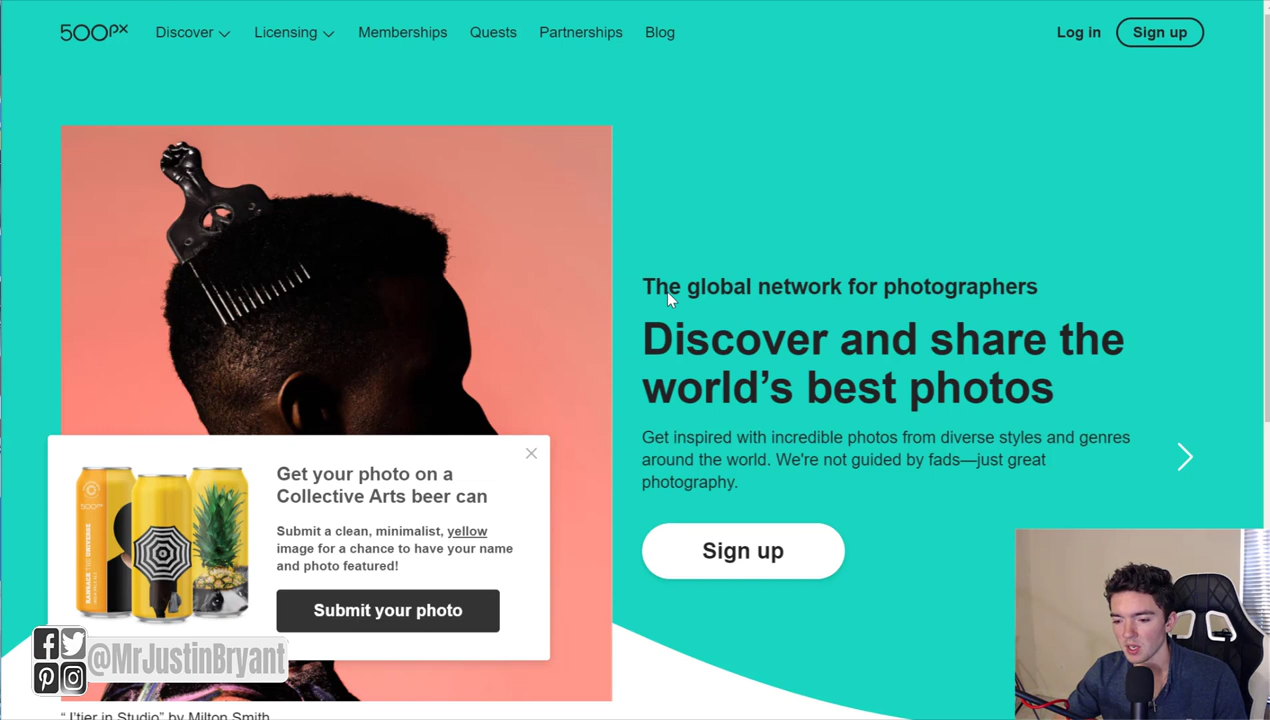 500px
Discover
Licensing
Memberships
Quests
Partnerships
Blog
Log in
Sign up
The global network for photographers
Discover and share the
world's best photos
Get inspired with incredible photos from diverse styles and genres
around the world. We're not guided by fads—just great
photography.
Sign up
Get your photo on a
Collective Arts beer can
Submit a clean, minimalist, yellow
image for a chance to have your name
and photo featured!
Submit your photo
500px
@MrJustinBryant
in Studio" by Milton Smith